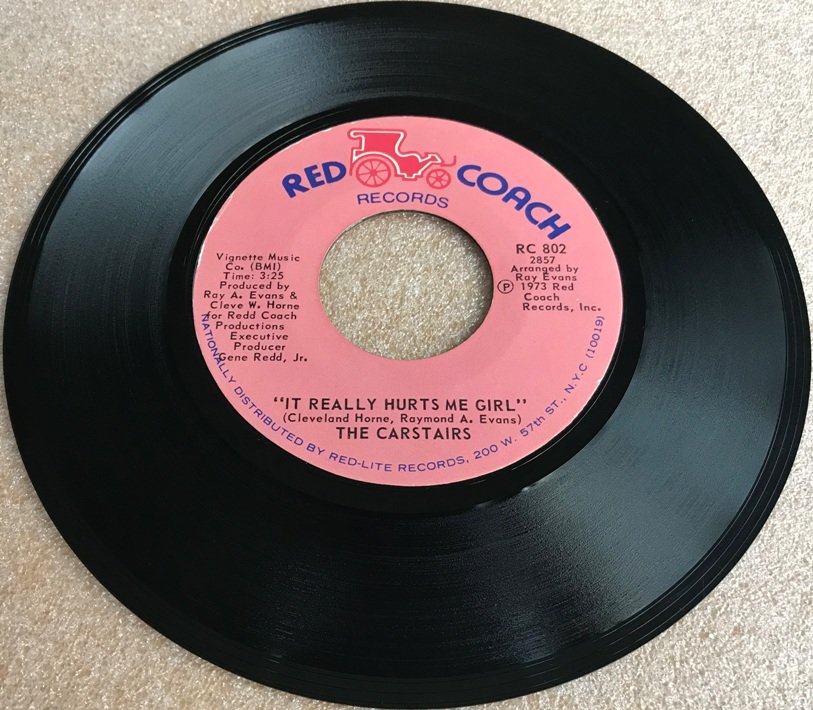 RED COACH
RECORDS
Vignette Music
Co. (BMI)
Time: 3:25
Produced by
Ray A. Evans &
Cleve W. Horne
for Redd Coach
Productions
Executive
Producer
Gene Redd, Jr.
RC 802
2857
Arranged by
Ray Evans
Ⓟ 1973 Red
Coach
Records, Inc.
"IT REALLY HURTS ME GIRL"
(Cleveland Horne, Raymond A. Evans)
THE CARSTAIRS
NATIONALLY DISTRIBUTED BY RED-LITE RECORDS, 200 W. 57th ST., N.Y.C (10019)